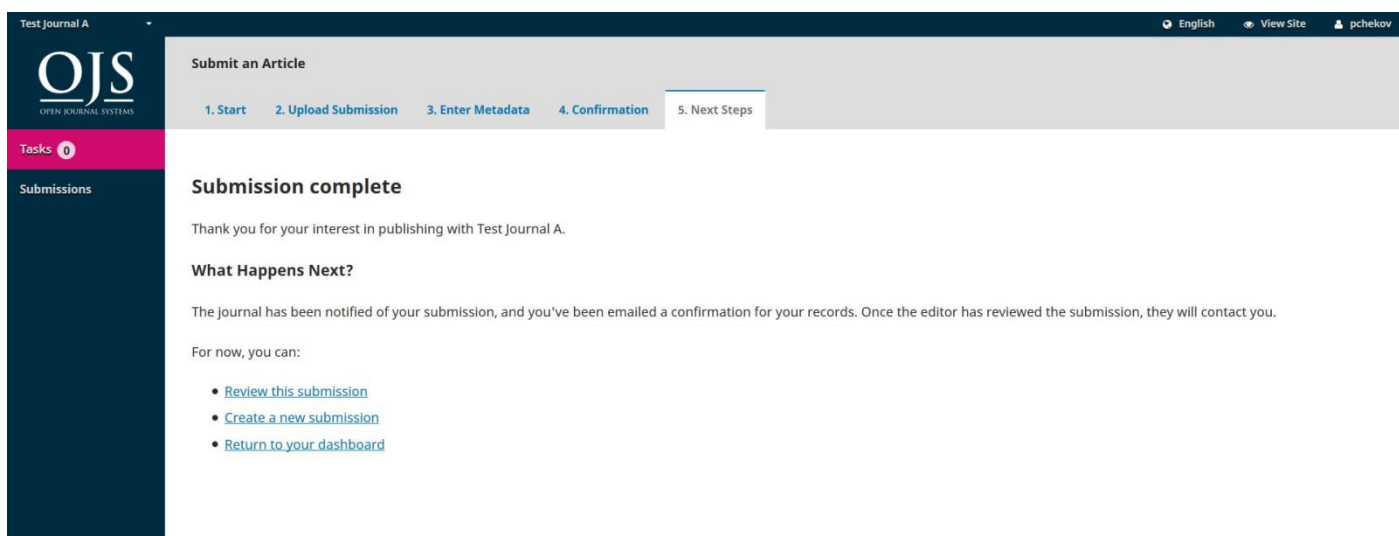 Test Journal A
English View Site pchekov
OJS
OPEN JOURNAL SYSTEMS
Submit an Article
1. Start 2. Upload Submission 3. Enter Metadata 4. Confirmation 5. Next Steps
Tasks 0
Submissions
Submission complete
Thank you for your interest in publishing with Test Journal A.
What Happens Next?
The journal has been notified of your submission, and you've been emailed a confirmation for your records. Once the editor has reviewed the submission, they will contact you.
For now, you can:
Review this submission
Create a new submission
Return to your dashboard